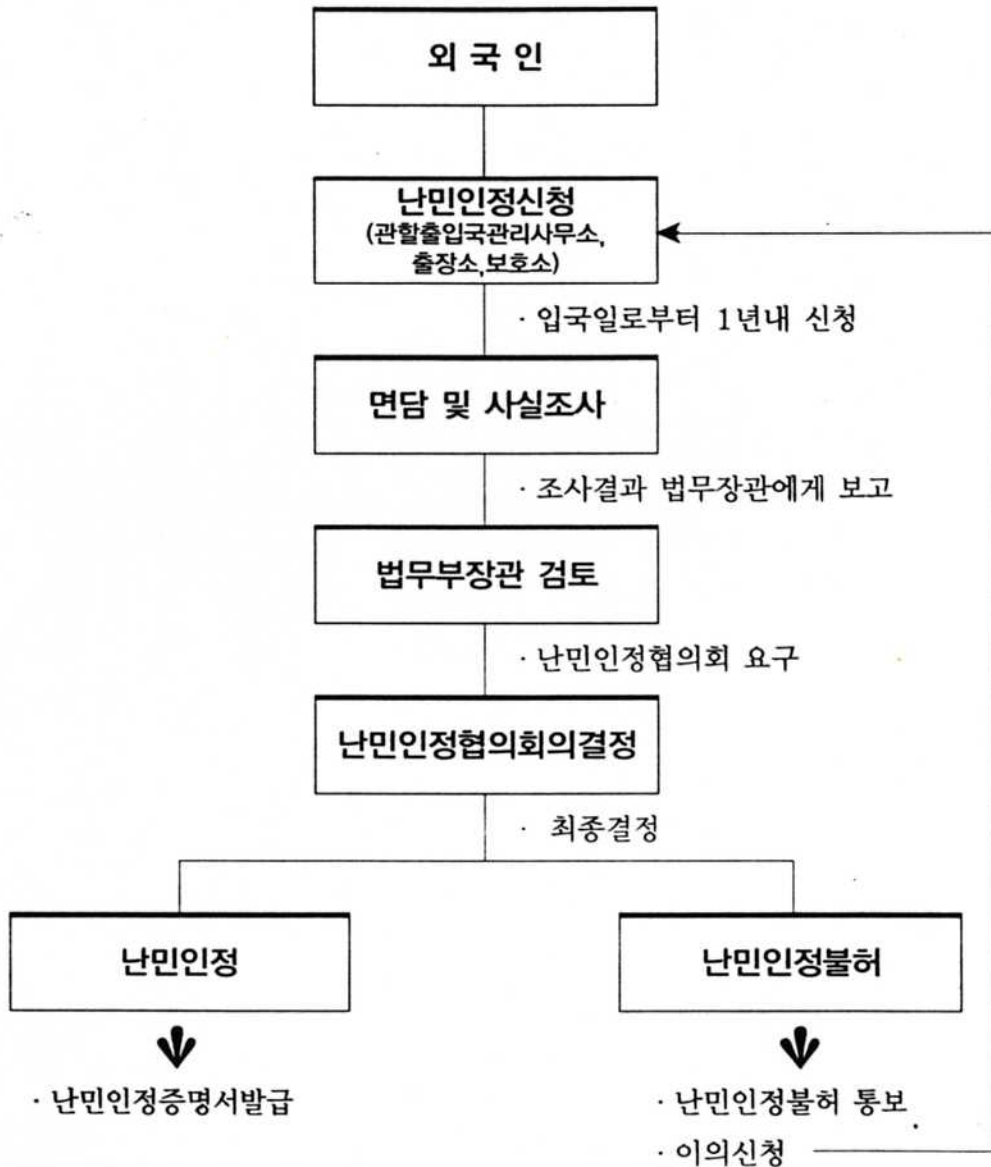 외 국 인
난민인정신청
(관할출입국관리사무소,
출장소,보호소)
· 입국일로부터 1년내 신청
면담 및 사실조사
· 조사결과 법무장관에게 보고
법무부장관 검토
· 난민인정협의회 요구
난민인정협의회의결정
· 최종결정
난민인정
난민인정불허
· 난민인정증명서발급
· 난민인정불허 통보
· 이의신청